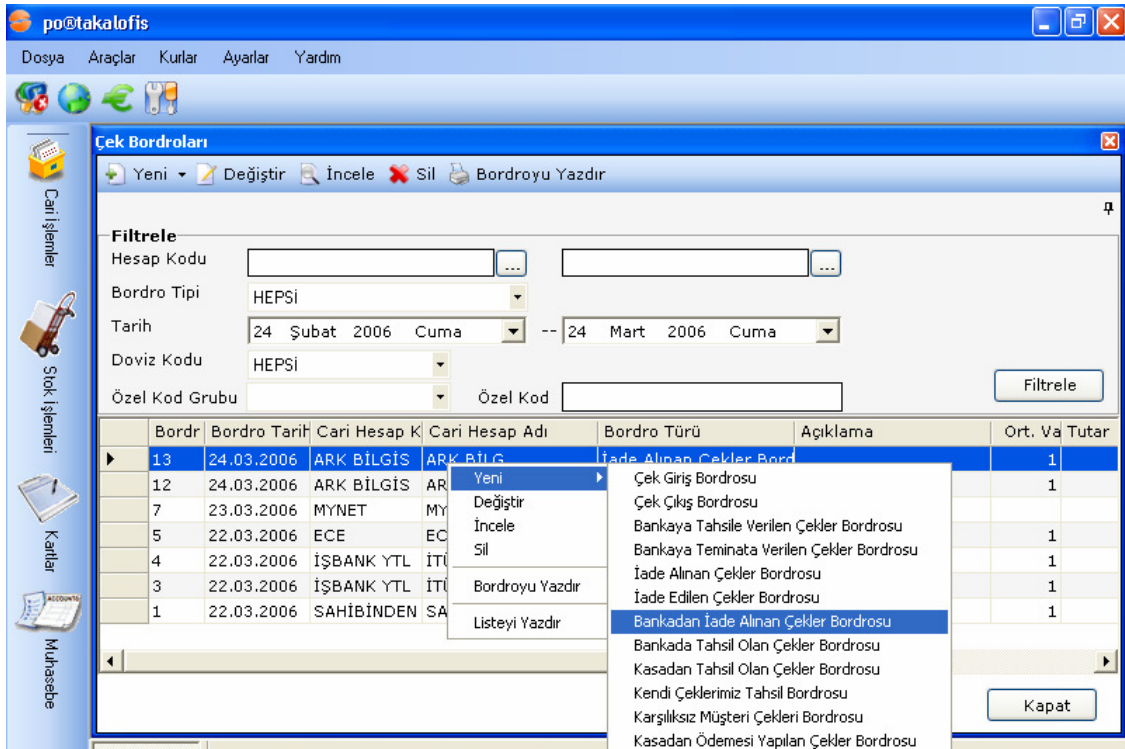 po®takalofis
Dosya Araçlar Kurlar Ayarlar Yardım
Çek Bordroları
Yeni Değiştir İncele Sil Bordroyu Yazdır
Filtrele
Hesap Kodu ... ...
Bordro Tipi HEPSİ
Tarih 24 Şubat 2006 Cuma -- 24 Mart 2006 Cuma
Doviz Kodu HEPSİ
Özel Kod Grubu Özel Kod Filtrele
Bordr Bordro Tarih Cari Hesap K Cari Hesap Adı Bordro Türü Açıklama Ort. Va Tutar
13 24.03.2006 ARK BİLGİS ARK BİLG İade Alınan Çekler Bord 1
12 24.03.2006 ARK BİLGİS AR 1
7 23.03.2006 MYNET MY
5 22.03.2006 ECE EC 1
4 22.03.2006 İŞBANK YTL İTÜ 1
3 22.03.2006 İŞBANK YTL İTÜ 1
1 22.03.2006 SAHİBİNDEN SA 1
Yeni
Değiştir
İncele
Sil
Bordroyu Yazdır
Listeyi Yazdır
Çek Giriş Bordrosu
Çek Çıkış Bordrosu
Bankaya Tahsile Verilen Çekler Bordrosu
Bankaya Teminata Verilen Çekler Bordrosu
İade Alınan Çekler Bordrosu
İade Edilen Çekler Bordrosu
Bankadan İade Alınan Çekler Bordrosu
Bankada Tahsil Olan Çekler Bordrosu
Kasadan Tahsil Olan Çekler Bordrosu
Kendi Çeklerimiz Tahsil Bordrosu
Karşılıksız Müşteri Çekleri Bordrosu
Kasadan Ödemesi Yapılan Çekler Bordrosu
Kapat
Cari İşlemler
Stok İşlemleri
Kartlar
ACCOUNTS
Muhasebe